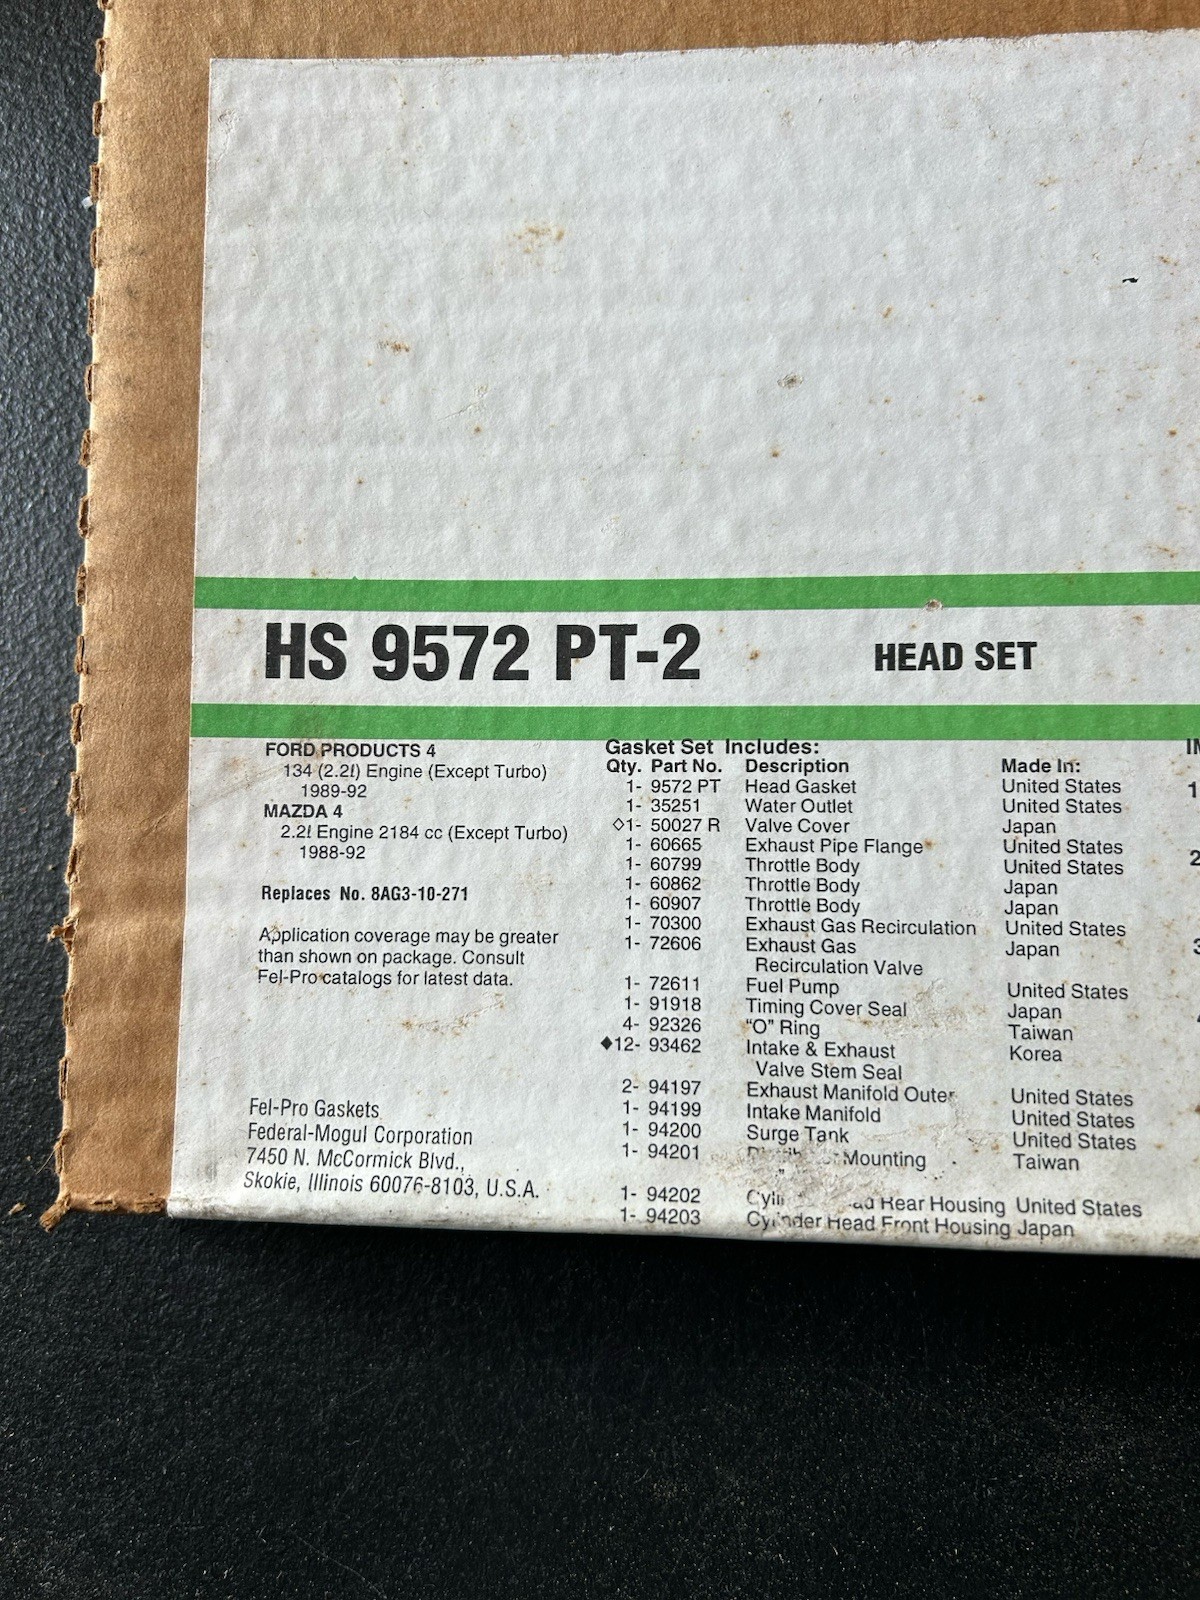 HS 9572 PT-2 HEAD SET
FORD PRODUCTS 4
134 (2.2ℓ) Engine (Except Turbo)
1989-92
MAZDA 4
2.2ℓ Engine 2184 cc (Except Turbo)
1988-92
Replaces No. 8AG3-10-271
Application coverage may be greater
than shown on package. Consult
Fel-Pro catalogs for latest data.
Fel-Pro Gaskets
Federal-Mogul Corporation
7450 N. McCormick Blvd.,
Skokie, Illinois 60076-8103, U.S.A.
Gasket Set Includes:
Qty. Part No. Description Made In:
1- 9572 PT Head Gasket United States
1- 35251 Water Outlet United States
◇1- 50027 R Valve Cover Japan
1- 60665 Exhaust Pipe Flange United States
1- 60799 Throttle Body United States
1- 60862 Throttle Body Japan
1- 60907 Throttle Body Japan
1- 70300 Exhaust Gas Recirculation United States
1- 72606 Exhaust Gas Japan
Recirculation Valve
1- 72611 Fuel Pump United States
1- 91918 Timing Cover Seal Japan
4- 92326 "O" Ring Taiwan
◆12- 93462 Intake & Exhaust Korea
Valve Stem Seal
2- 94197 Exhaust Manifold Outer United States
1- 94199 Intake Manifold United States
1- 94200 Surge Tank United States
1- 94201 Mounting Taiwan
1- 94202 Rear Housing United States
1- 94203 Cylinder Head Front Housing Japan
1
2
3